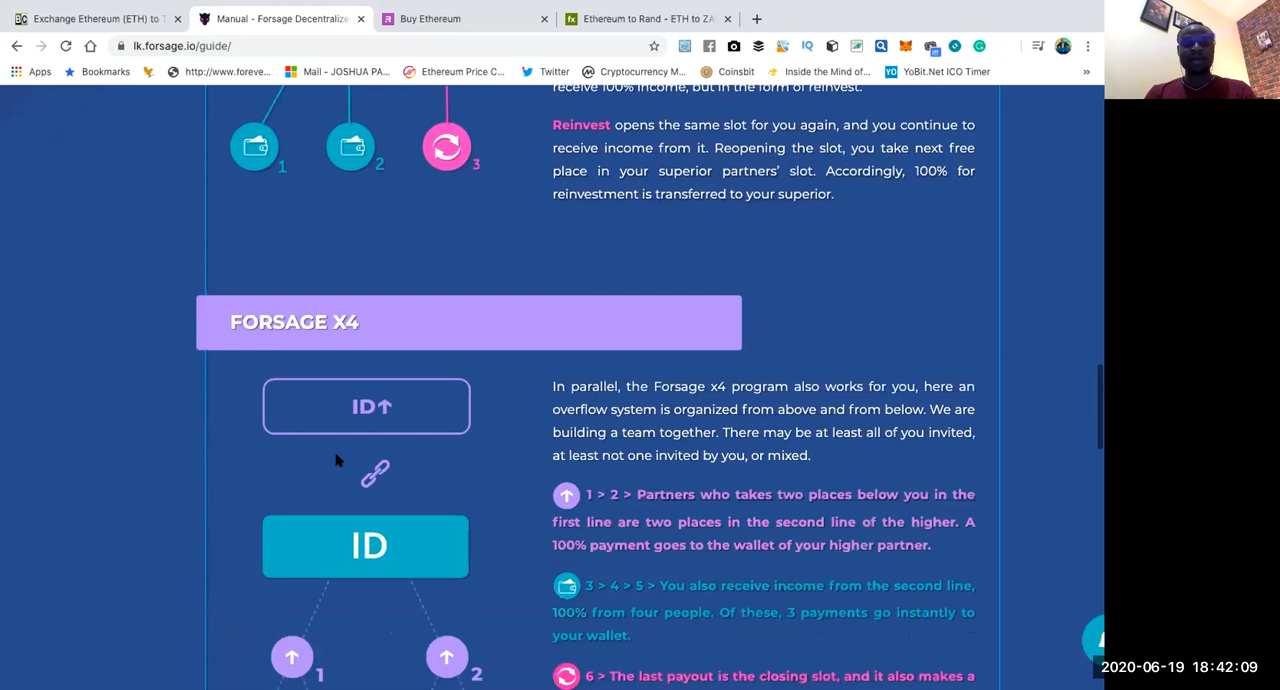 Exchange Ethereum (ETH) to T
Manual - Forsage Decentralize
Buy Ethereum
Ethereum to Rand - ETH to ZA
lk.forsage.io/guide/
Apps
Bookmarks
http://www.foreve...
Mail - JOSHUA PA...
Ethereum Price C...
Twitter
Cryptocurrency M...
Coinsbit
Inside the Mind of...
YoBit.Net ICO Timer
»
receive 100% income, but in the form of reinvest.
Reinvest opens the same slot for you again, and you continue to
receive income from it. Reopening the slot, you take next free
place in your superior partners' slot. Accordingly, 100% for
reinvestment is transferred to your superior.
1
2
3
FORSAGE X4
ID↑
ID
1
2
In parallel, the Forsage x4 program also works for you, here an
overflow system is organized from above and from below. We are
building a team together. There may be at least all of you invited,
at least not one invited by you, or mixed.
1 > 2 > Partners who takes two places below you in the
first line are two places in the second line of the higher. A
100% payment goes to the wallet of your higher partner.
3 > 4 > 5 > You also receive income from the second line,
100% from four people. Of these, 3 payments go instantly to
your wallet.
6 > The last payout is the closing slot, and it also makes a
2020-06-19 18:42:09